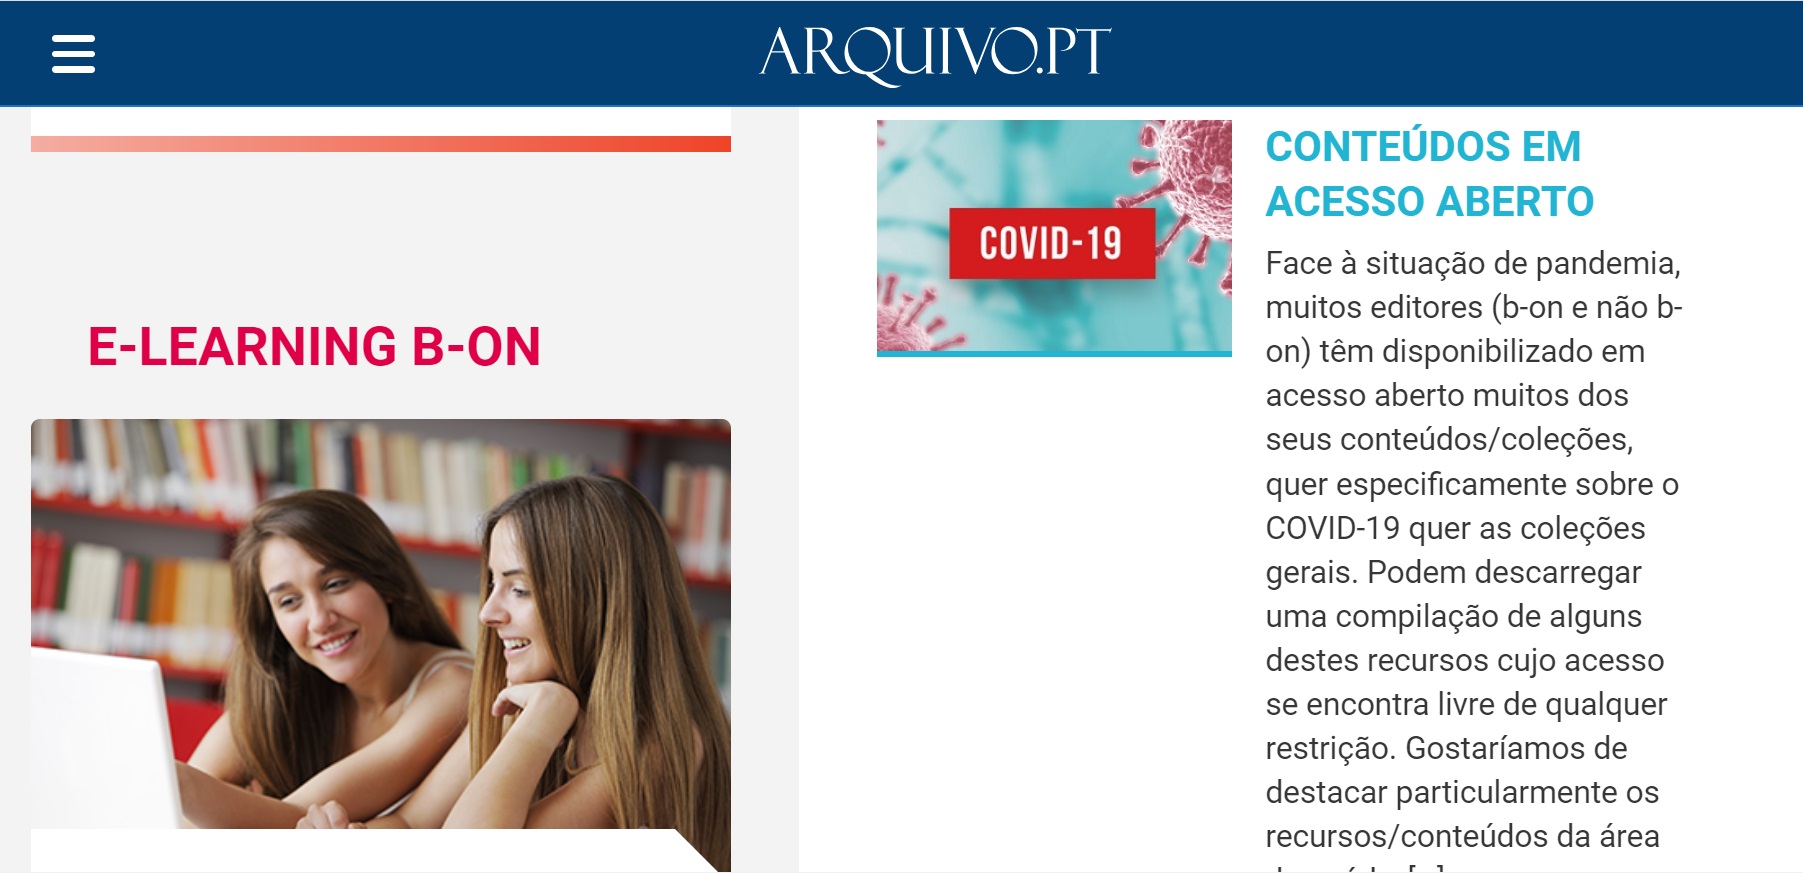 ARQUIVO.PT
E-LEARNING B-ON
COVID-19
CONTEÚDOS EM
ACESSO ABERTO
Face à situação de pandemia,
muitos editores (b-on e não b-
on) têm disponibilizado em
acesso aberto muitos dos
seus conteúdos/coleções,
quer especificamente sobre o
COVID-19 quer as coleções
gerais. Podem descarregar
uma compilação de alguns
destes recursos cujo acesso
se encontra livre de qualquer
restrição. Gostaríamos de
destacar particularmente os
recursos/conteúdos da área